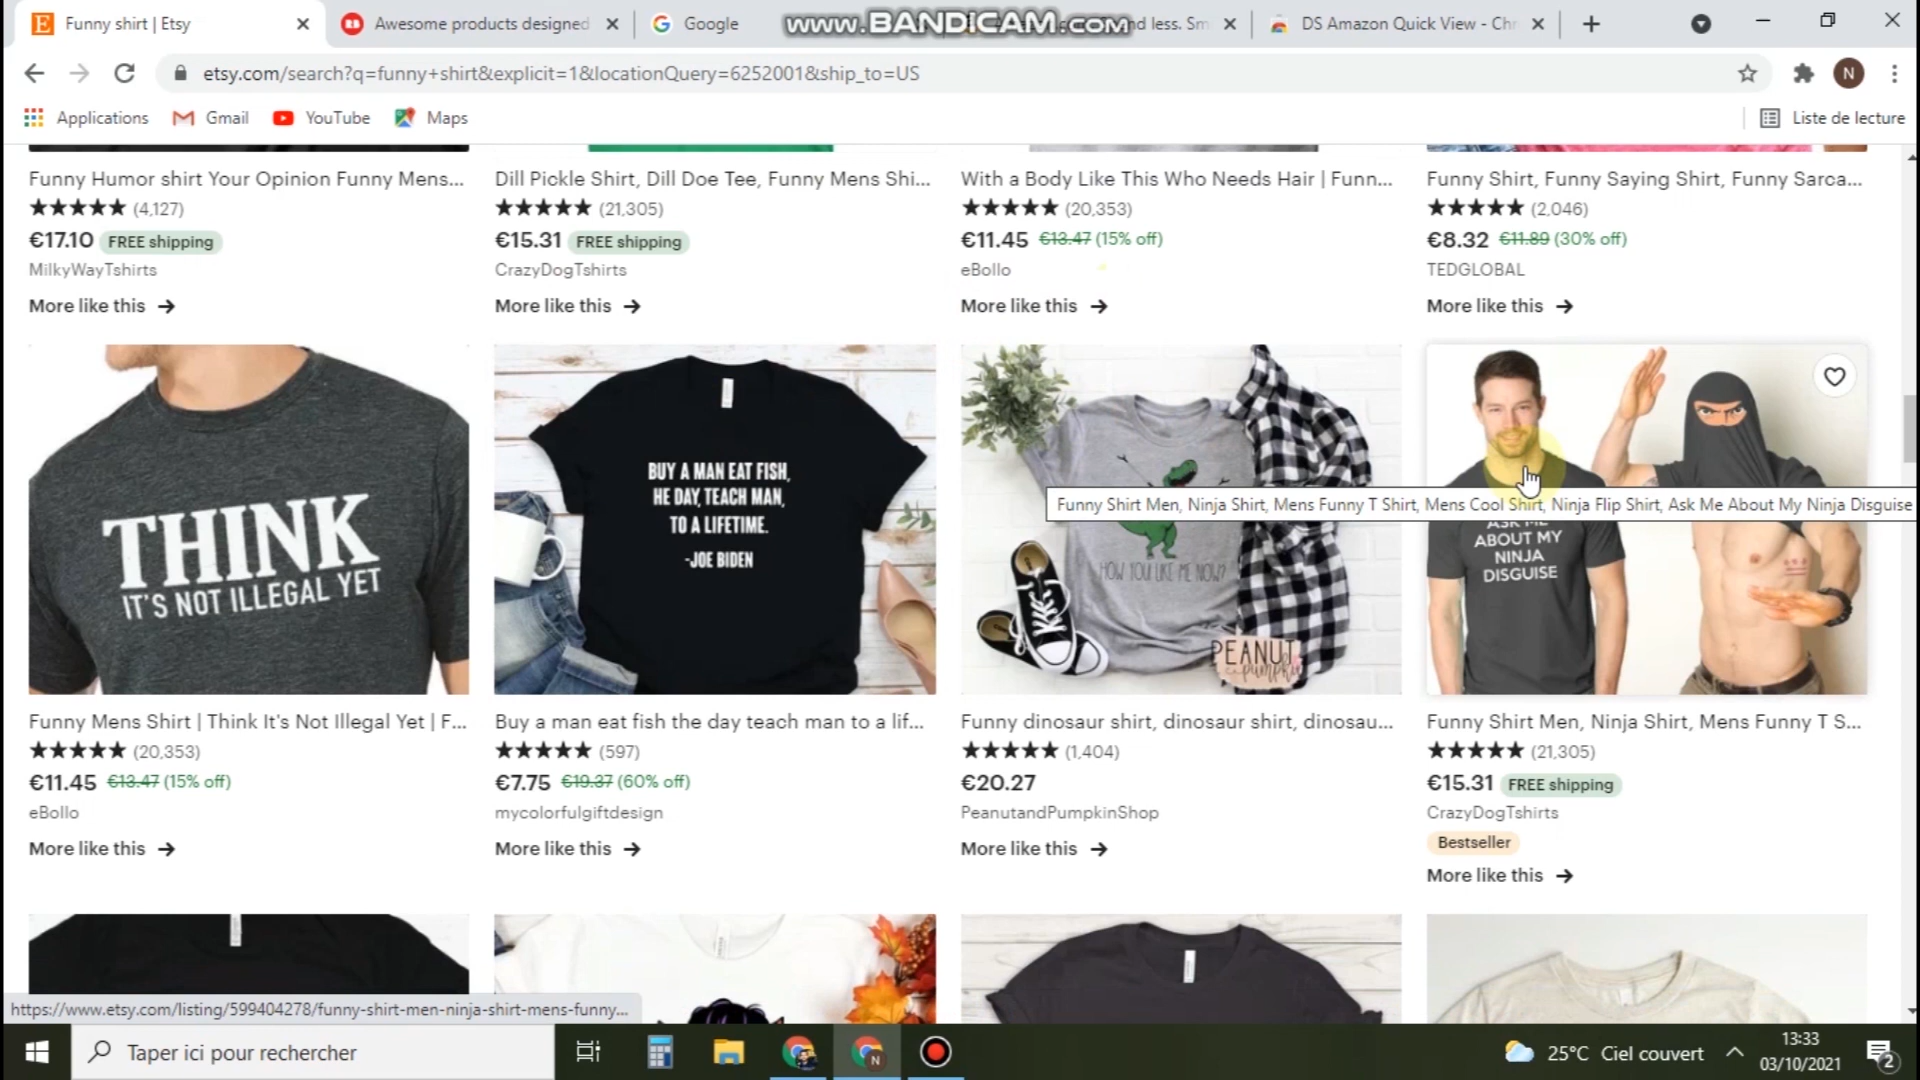 Funny shirt | Etsy
Awesome products designed
Google
www.BANDICAM.com
nd less. Sm
DS Amazon Quick View - Chr
etsy.com/search?q=funny+shirt&explicit=1&locationQuery=6252001&ship_to=US
N
Applications
Gmail
YouTube
Maps
Liste de lecture
Funny Humor shirt Your Opinion Funny Mens...
Dill Pickle Shirt, Dill Doe Tee, Funny Mens Shi...
With a Body Like This Who Needs Hair | Funn...
Funny Shirt, Funny Saying Shirt, Funny Sarca...
★★★★★ (4,127)
★★★★★ (21,305)
★★★★★ (20,353)
★★★★★ (2,046)
€17.10 FREE shipping
€15.31 FREE shipping
€11.45 €13.47 (15% off)
€8.32 €11.89 (30% off)
MilkyWayTshirts
CrazyDogTshirts
eBollo
TEDGLOBAL
More like this →
More like this →
More like this →
More like this →
THINK
IT'S NOT ILLEGAL YET
BUY A MAN EAT FISH,
HE DAY, TEACH MAN,
TO A LIFETIME.
-JOE BIDEN
HOW YOU LIKE ME NOW?
PEANUT
& pumpkin
Funny Shirt Men, Ninja Shirt, Mens Funny T Shirt, Mens Cool Shirt, Ninja Flip Shirt, Ask Me About My Ninja Disguise
ASK ME
ABOUT MY
NINJA
DISGUISE
Funny Mens Shirt | Think It's Not Illegal Yet | F...
Buy a man eat fish the day teach man to a lif...
Funny dinosaur shirt, dinosaur shirt, dinosau...
Funny Shirt Men, Ninja Shirt, Mens Funny T S...
★★★★★ (20,353)
★★★★★ (597)
★★★★★ (1,404)
★★★★★ (21,305)
€11.45 €13.47 (15% off)
€7.75 €19.37 (60% off)
€20.27
€15.31 FREE shipping
eBollo
mycolorfulgiftdesign
PeanutandPumpkinShop
CrazyDogTshirts
Bestseller
More like this →
More like this →
More like this →
More like this →
https://www.etsy.com/listing/599404278/funny-shirt-men-ninja-shirt-mens-funny...
Taper ici pour rechercher
N
25°C Ciel couvert
13:33
03/10/2021
2